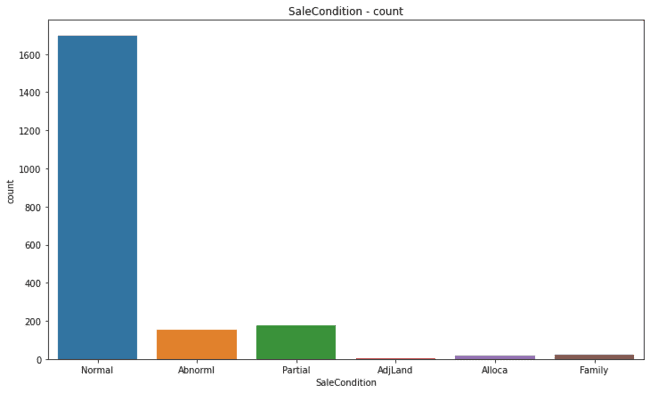 SaleCondition - count
1600
1400
1200
1000
800
600
400
200
0
count
Normal Abnorml Partial AdjLand Alloca Family
SaleCondition